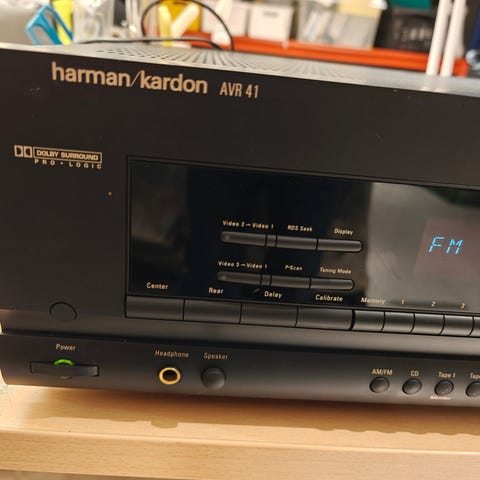 harman/kardon AVR 41
DOLBY SURROUND
PRO • LOGIC
Video 2 → Video 1 RDS Seek Display
FM
Video 3 → Video 1 P•Scan Tuning Mode
Center Rear Delay Calibrate Memory 1 2 3
Power
Headphone Speaker
AM/FM CD Tape 1
Monitor